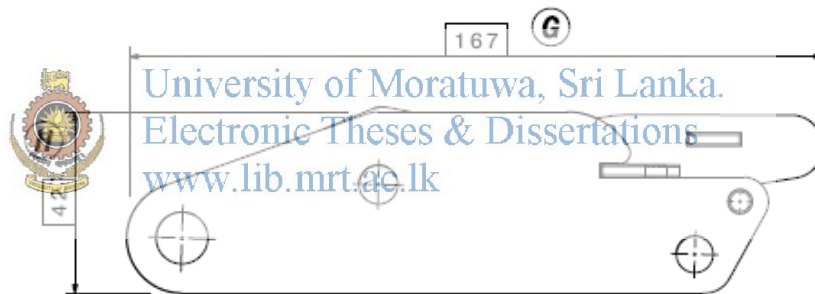 167 G
University of Moratuwa, Sri Lanka.
Electronic Theses & Dissertations
www.lib.mrt.ac.lk
42